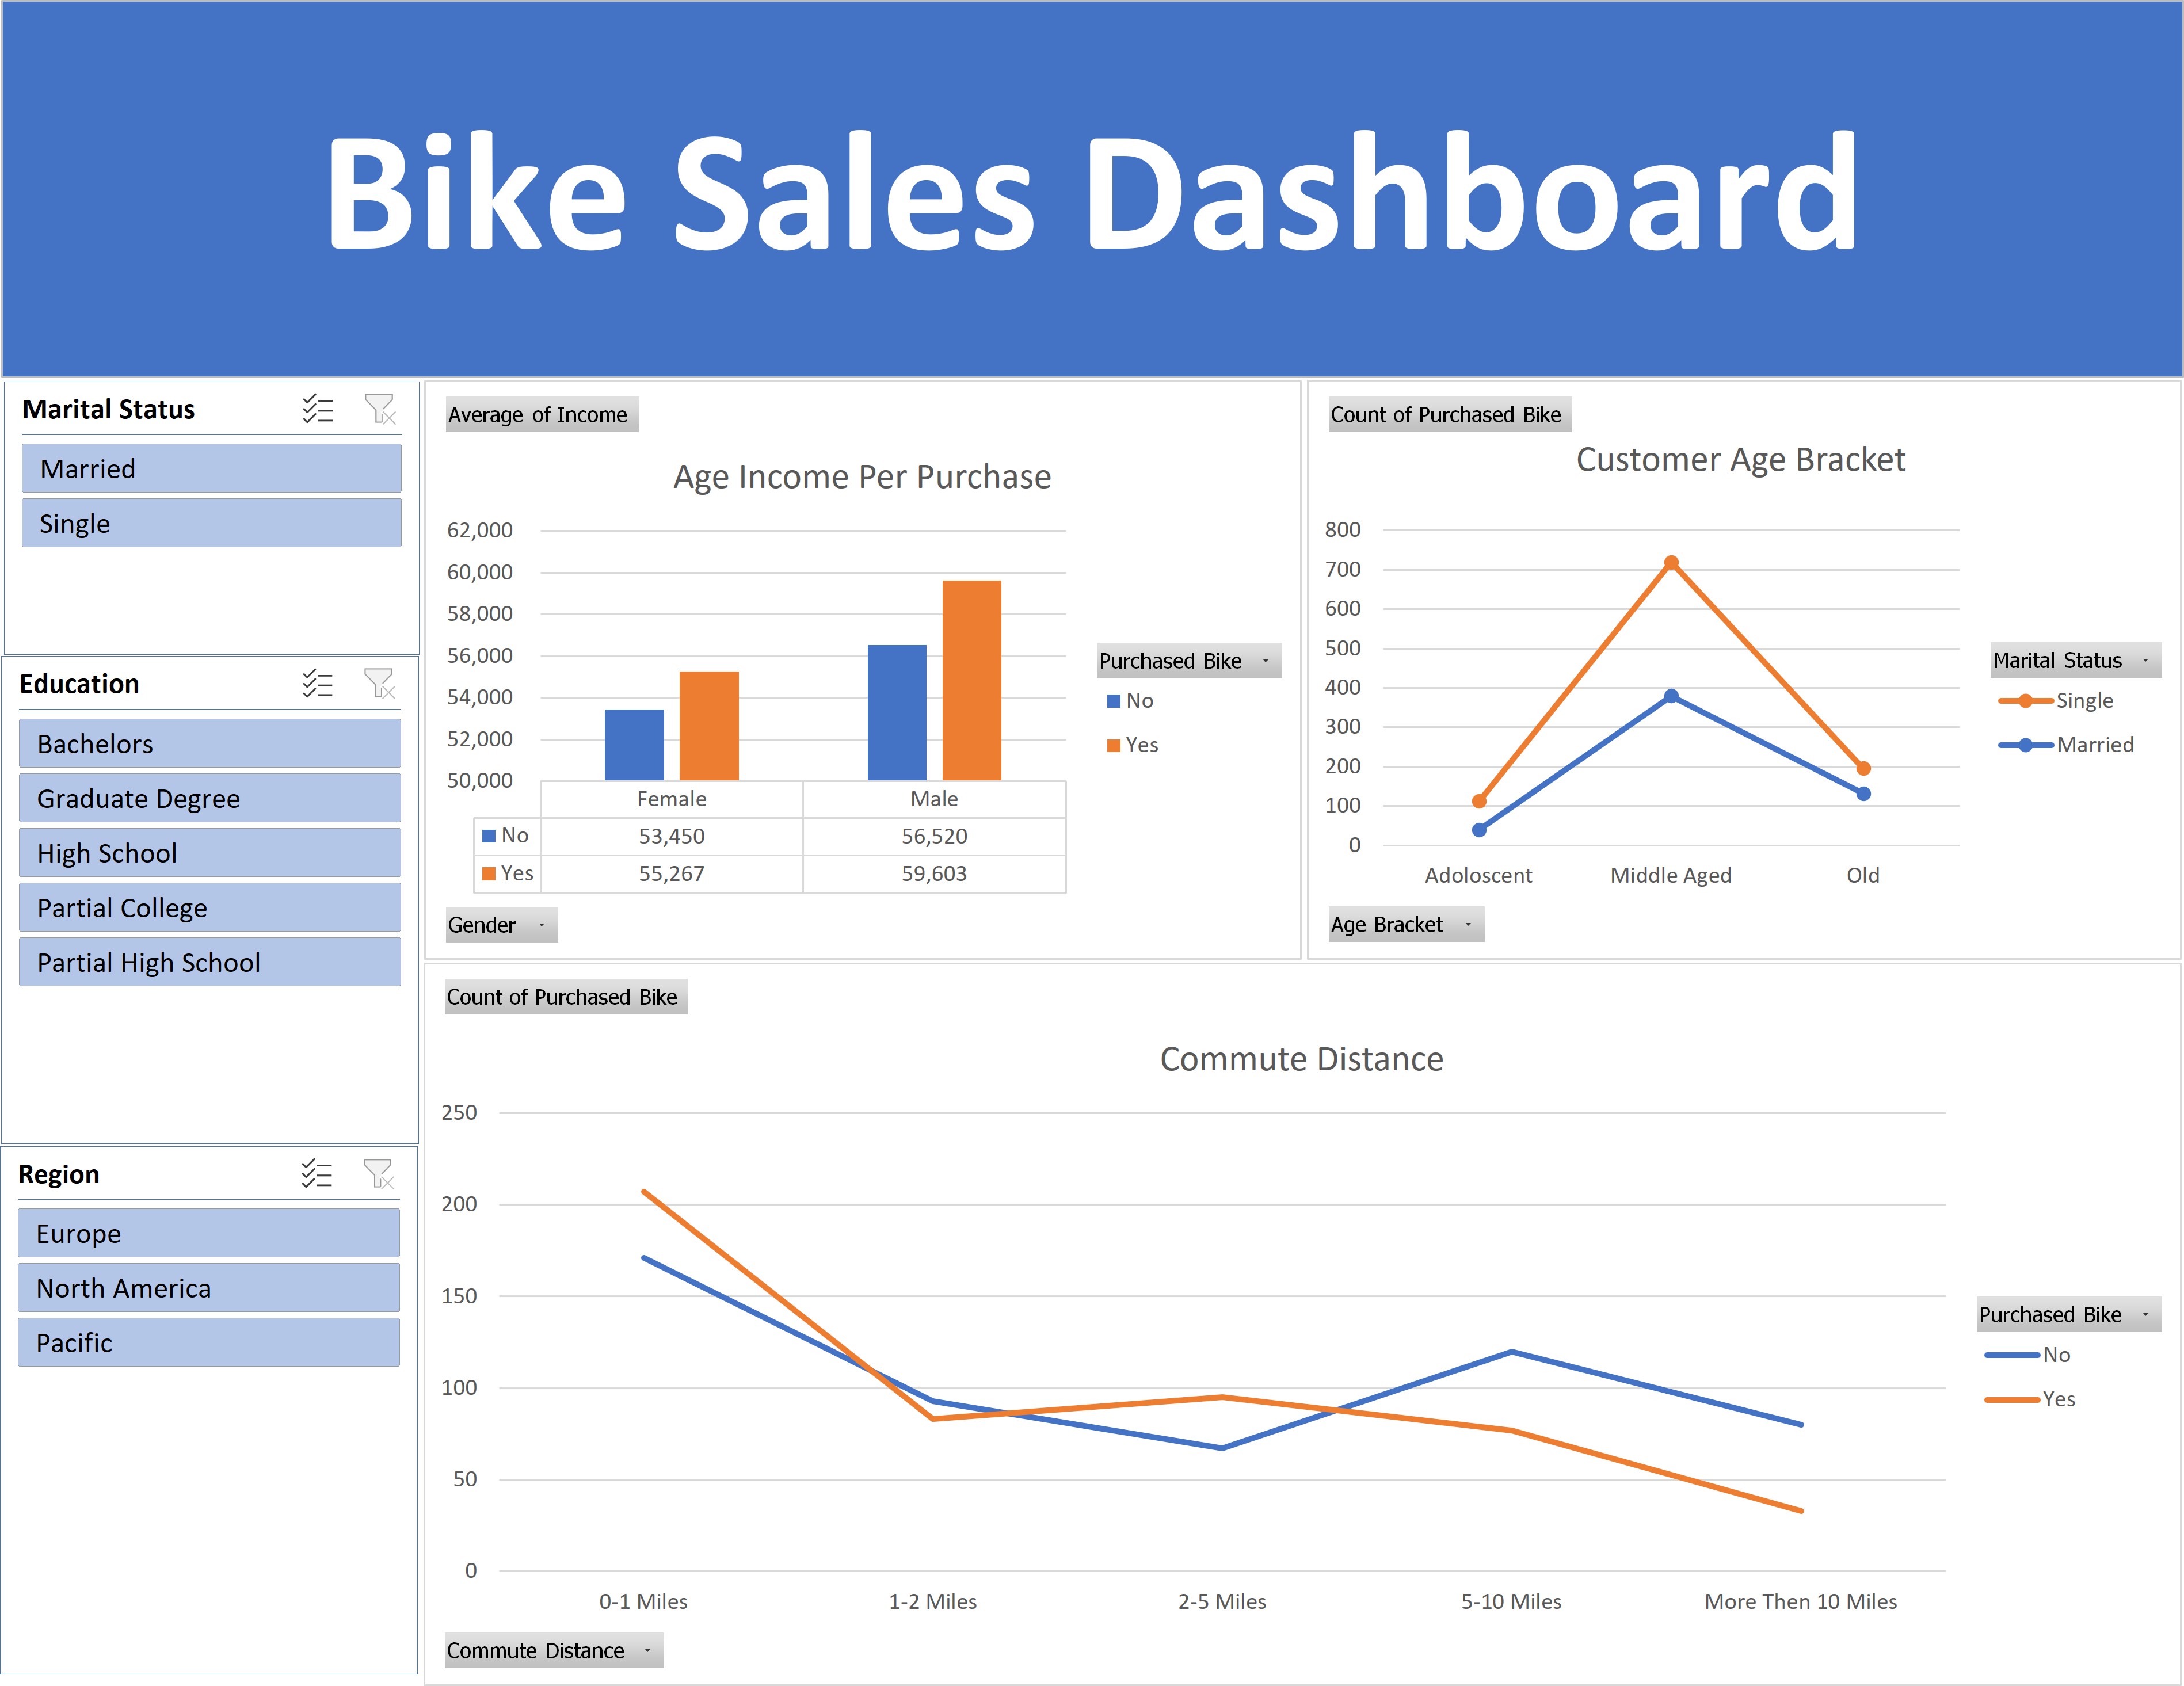 Bike Sales Dashboard
Marital Status
Married
Single
Education
Bachelors
Graduate Degree
High School
Partial College
Partial High School
Region
Europe
North America
Pacific
Average of Income
Age Income Per Purchase
62,000
60,000
58,000
56,000
54,000
52,000
50,000
Female Male
No 53,450 56,520
Yes 55,267 59,603
Purchased Bike
No
Yes
Gender
Count of Purchased Bike
Customer Age Bracket
800
700
600
500
400
300
200
100
0
Adoloscent Middle Aged Old
Marital Status
Single
Married
Age Bracket
Count of Purchased Bike
Commute Distance
250
200
150
100
50
0
0-1 Miles 1-2 Miles 2-5 Miles 5-10 Miles More Then 10 Miles
Purchased Bike
No
Yes
Commute Distance